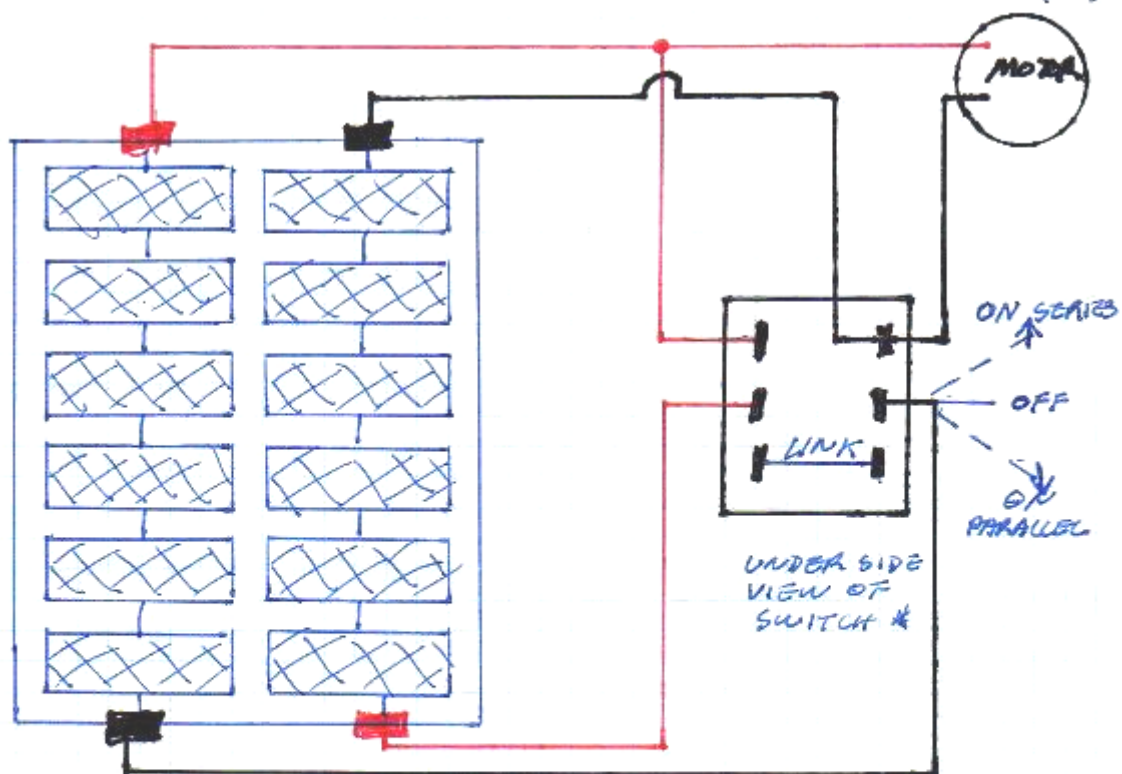 MOTOR
ON SERIES
OFF
LINK
ON
PARALLEL
UNDER SIDE
VIEW OF
SWITCH *